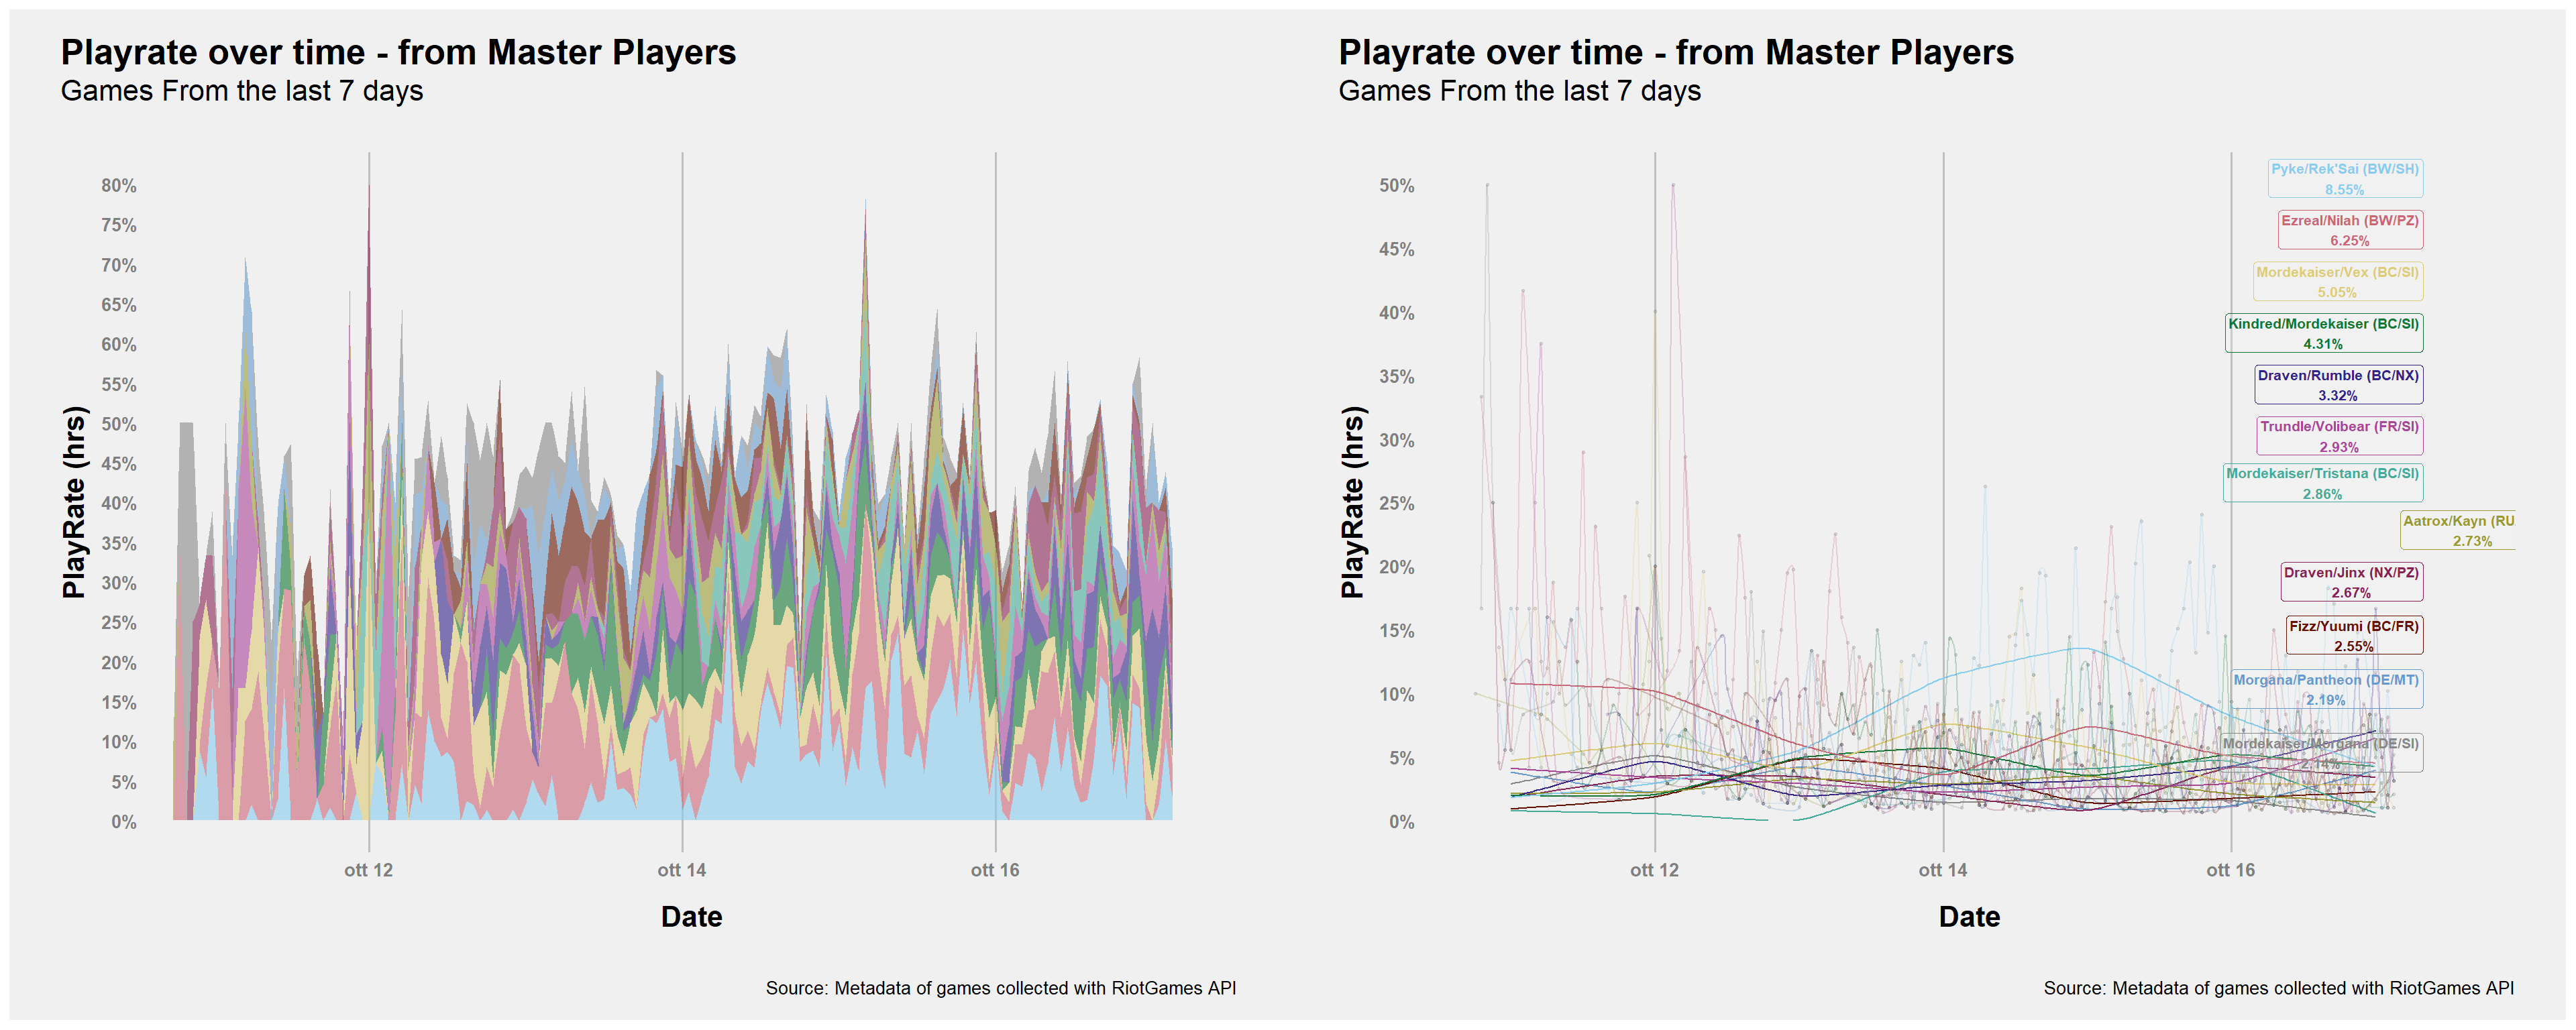 Playrate over time - from Master Players
Games From the last 7 days
PlayRate (hrs)
80%
75%
70%
65%
60%
55%
50%
45%
40%
35%
30%
25%
20%
15%
10%
5%
0%
ott 12
ott 14
ott 16
Date
Source: Metadata of games collected with RiotGames API
Playrate over time - from Master Players
Games From the last 7 days
PlayRate (hrs)
50%
45%
40%
35%
30%
25%
20%
15%
10%
5%
0%
Pyke/Rek'Sai (BW/SH)
8.55%
Ezreal/Nilah (BW/PZ)
6.25%
Mordekaiser/Vex (BC/SI)
5.05%
Kindred/Mordekaiser (BC/SI)
4.31%
Draven/Rumble (BC/NX)
3.32%
Trundle/Volibear (FR/SI)
2.93%
Mordekaiser/Tristana (BC/SI)
2.86%
Aatrox/Kayn (RU
2.73%
Draven/Jinx (NX/PZ)
2.67%
Fizz/Yuumi (BC/FR)
2.55%
Morgana/Pantheon (DE/MT)
2.19%
Mordekaiser/Morgana (DE/SI)
2.14%
ott 12
ott 14
ott 16
Date
Source: Metadata of games collected with RiotGames API